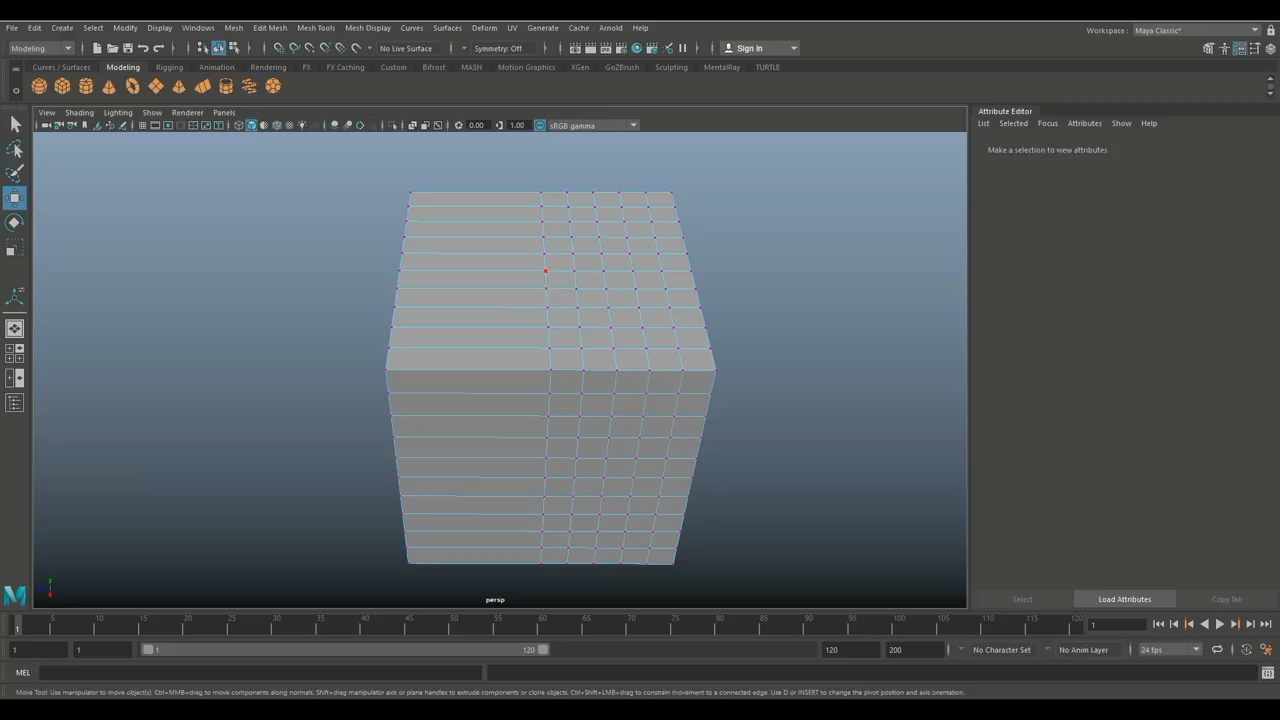 File Edit Create Select Modify Display Windows Mesh Edit Mesh Mesh Tools Mesh Display Curves Surfaces Deform UV Generate Cache Arnold Help
Workspace : Maya Classic*
Modeling No Live Surface Symmetry: Off Sign In
Curves / Surfaces Modeling Rigging Animation Rendering FX FX Caching Custom Bifrost MASH Motion Graphics XGen GoZBrush Sculpting MentalRay TURTLE
View Shading Lighting Show Renderer Panels
0.00 1.00 sRGB gamma
Attribute Editor
List Selected Focus Attributes Show Help
Make a selection to view attributes
y
persp
Select Load Attributes Copy Tab
5 10 15 20 25 30 35 40 45 50 55 60 65 70 75 80 85 90 95 100 105 110 115 120
1 1
1 1 1 120 120 200 No Character Set No Anim Layer 24 fps
MEL
Move Tool: Use manipulator to move object(s). Ctrl+MMB+drag to move components along normals. Shift+drag manipulator axis or plane handles to extrude components or clone objects. Ctrl+Shift+LMB+drag to constrain movement to a connected edge. Use D or INSERT to change the pivot position and axis orientation.